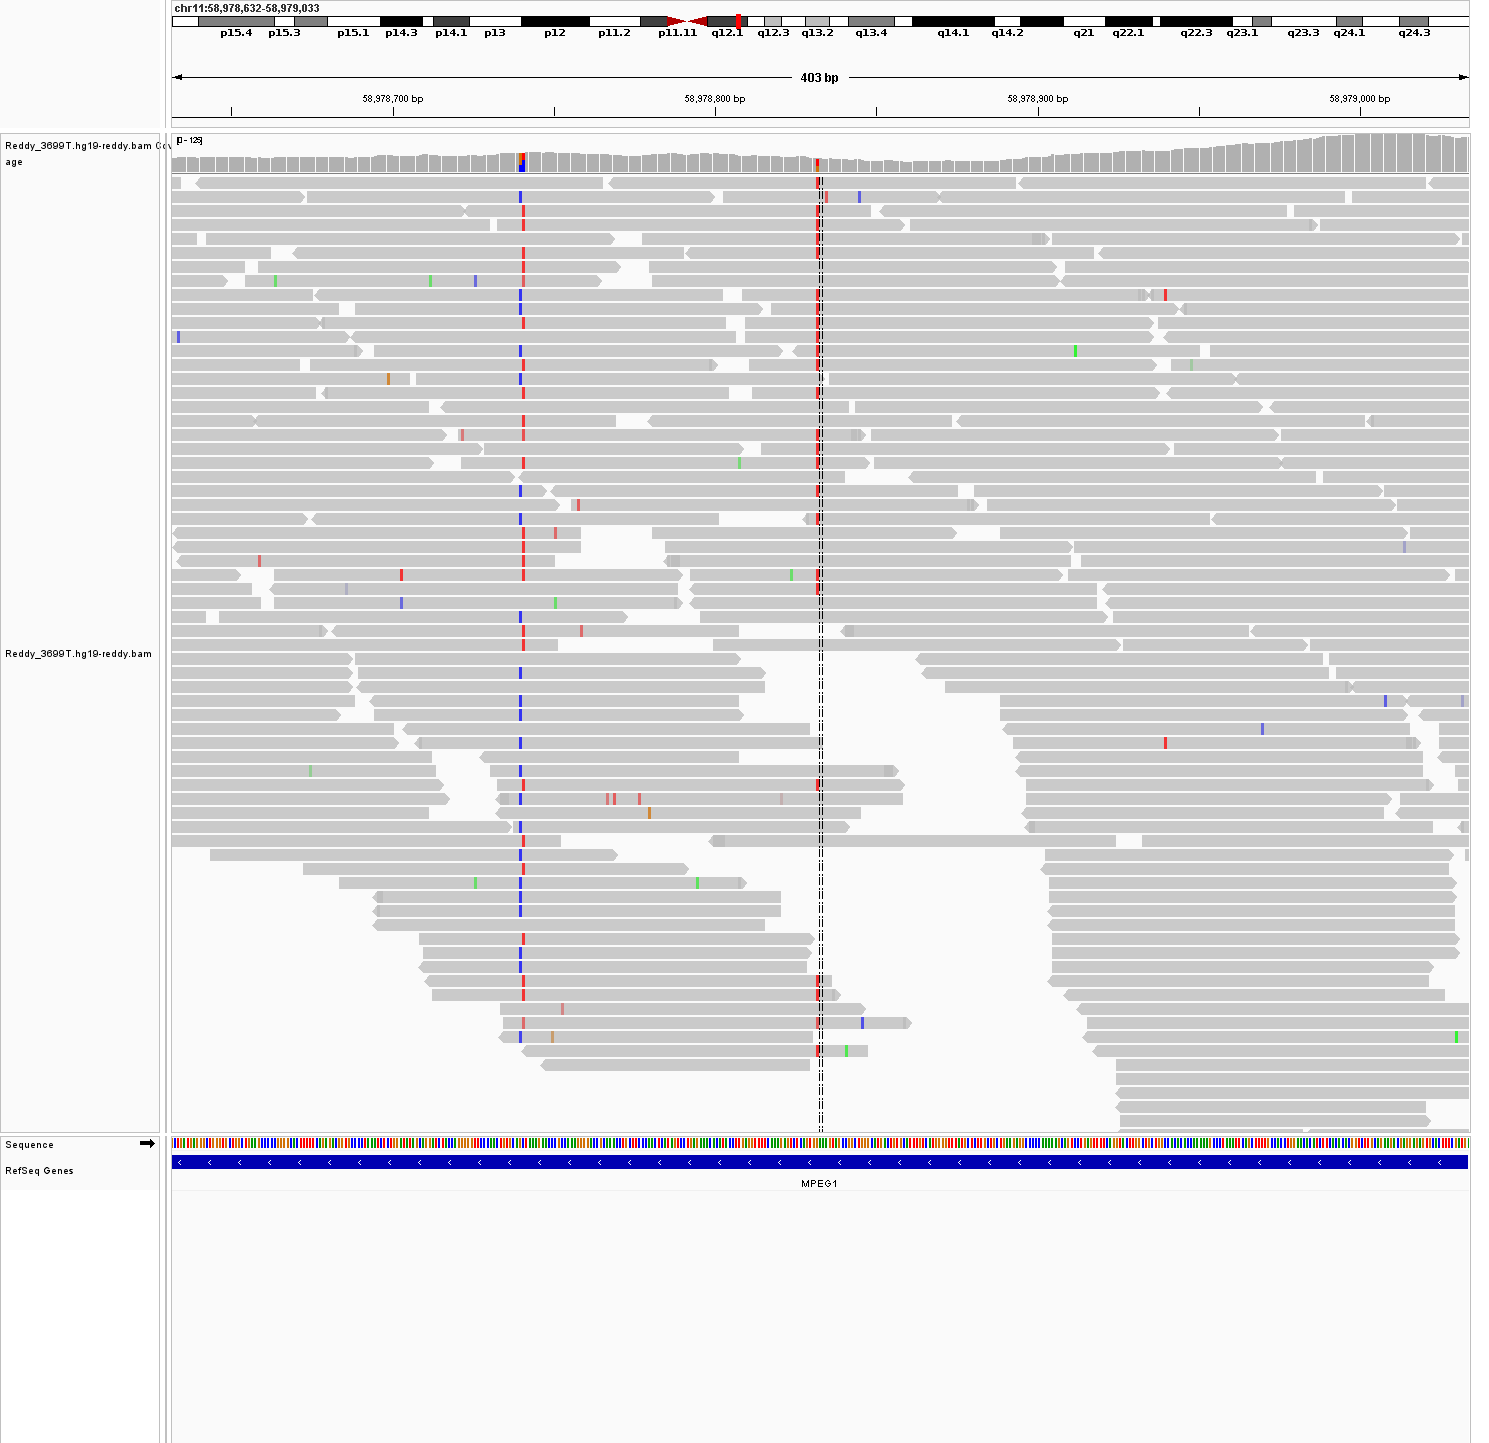 chr11:58,978,632-58,979,033
p15.4 p15.3 p15.1 p14.3 p14.1 p13 p12 p11.2 p11.11 q12.1 q12.3 q13.2 q13.4 q14.1 q14.2 q21 q22.1 q22.3 q23.1 q23.3 q24.1 q24.3
403 bp
58,978,700 bp 58,978,800 bp 58,978,900 bp 58,979,000 bp
[0 - 125]
Reddy_3699T.hg19-reddy.bam Cov
age
Reddy_3699T.hg19-reddy.bam
Sequence
RefSeq Genes
MPEG1